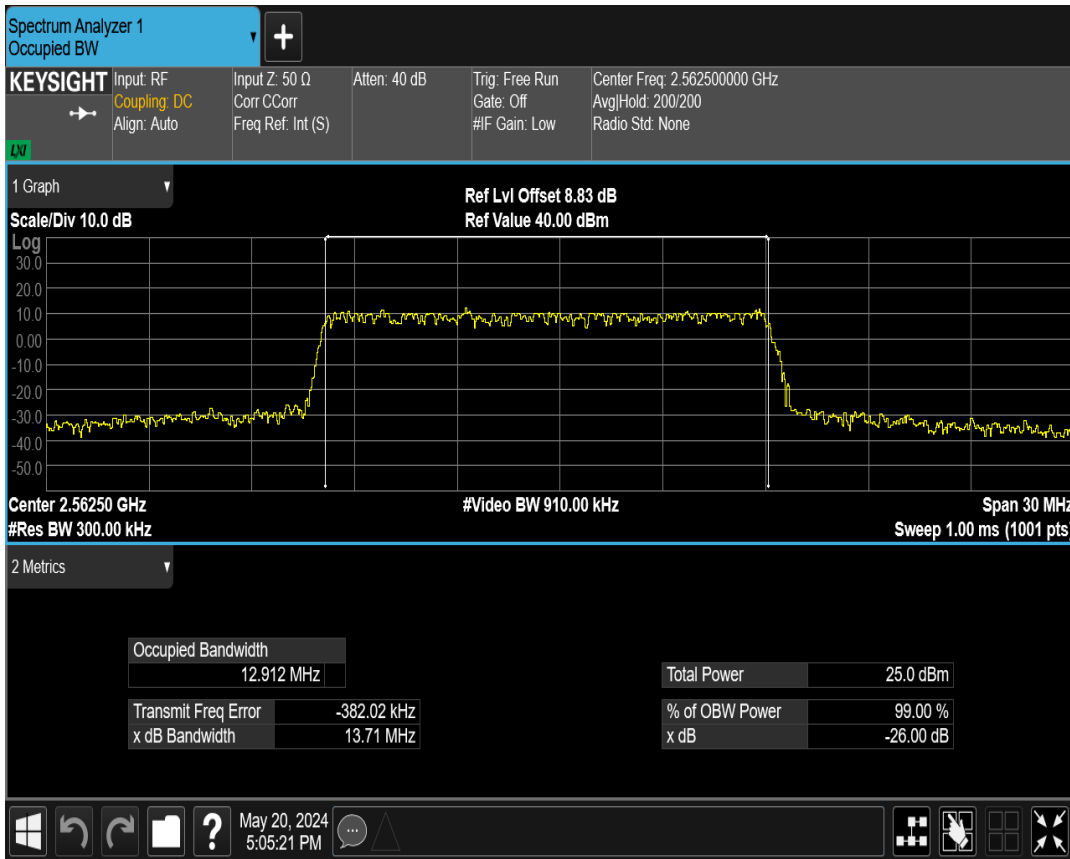 Spectrum Analyzer 1
Occupied BW
+
KEYSIGHT Input: RF Input Z: 50 Ω Atten: 40 dB Trig: Free Run Center Freq: 2.562500000 GHz
Coupling: DC Corr CCorr Gate: Off Avg|Hold: 200/200
Align: Auto Freq Ref: Int (S) #IF Gain: Low Radio Std: None
LXI
1 Graph
Ref Lvl Offset 8.83 dB
Scale/Div 10.0 dB Ref Value 40.00 dBm
Log
30.0
20.0
10.0
0.00
-10.0
-20.0
-30.0
-40.0
-50.0
Center 2.56250 GHz #Video BW 910.00 kHz Span 30 MHz
#Res BW 300.00 kHz Sweep 1.00 ms (1001 pts)
2 Metrics
Occupied Bandwidth
12.912 MHz Total Power 25.0 dBm
Transmit Freq Error -382.02 kHz % of OBW Power 99.00 %
x dB Bandwidth 13.71 MHz x dB -26.00 dB
? May 20, 2024
5:05:21 PM